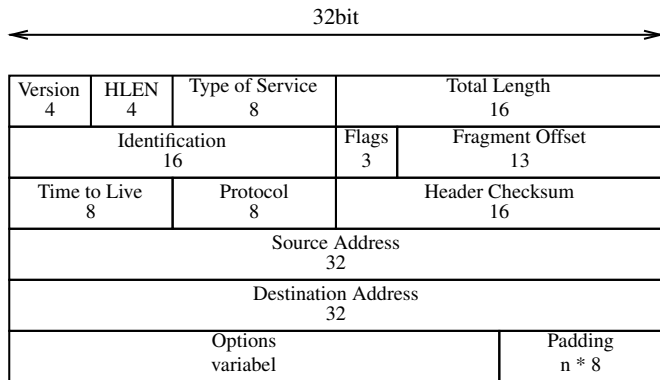 32bit
Version HLEN Type of Service Total Length
4 4 8 16
Identification Flags Fragment Offset
16 3 13
Time to Live Protocol Header Checksum
8 8 16
Source Address
32
Destination Address
32
Options Padding
variabel n * 8